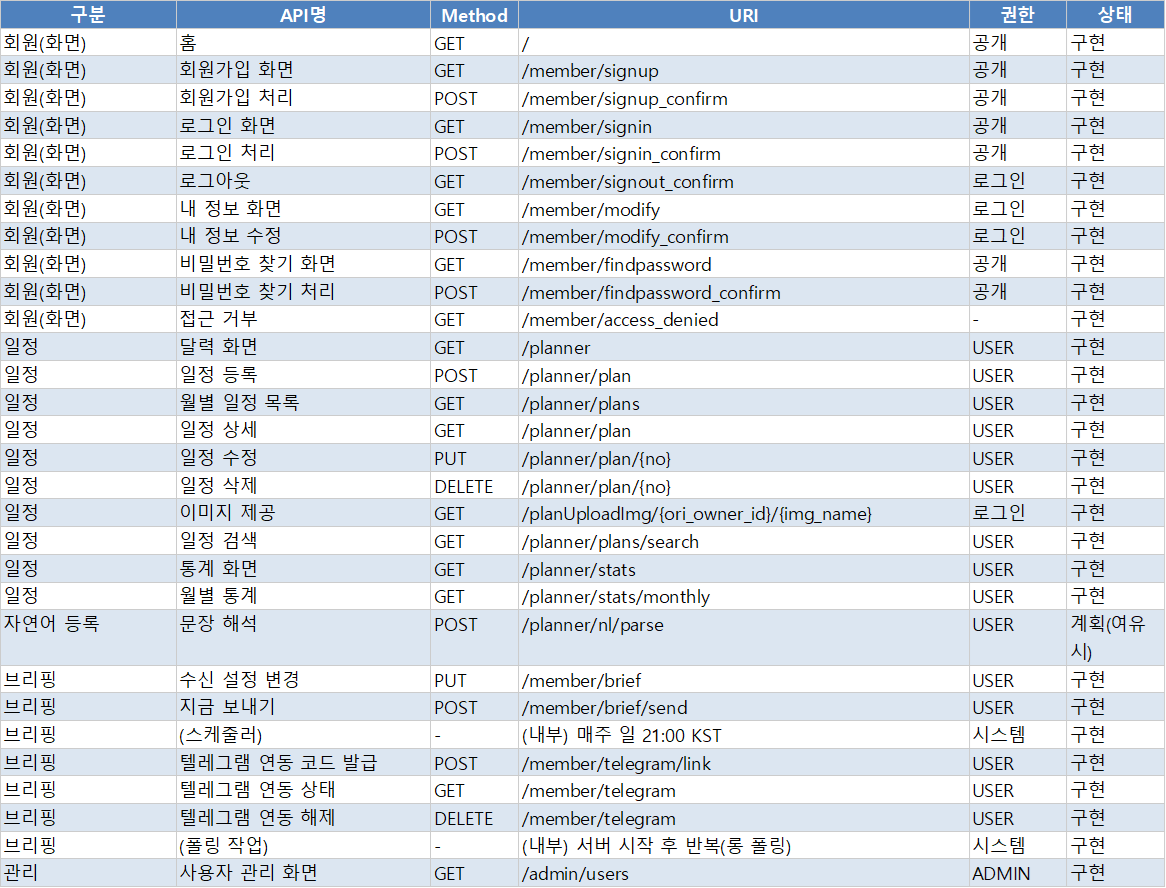 구분 API명 Method URI 권한 상태
회원(화면) 홈 GET / 공개 구현
회원(화면) 회원가입 화면 GET /member/signup 공개 구현
회원(화면) 회원가입 처리 POST /member/signup_confirm 공개 구현
회원(화면) 로그인 화면 GET /member/signin 공개 구현
회원(화면) 로그인 처리 POST /member/signin_confirm 공개 구현
회원(화면) 로그아웃 GET /member/signout_confirm 로그인 구현
회원(화면) 내 정보 화면 GET /member/modify 로그인 구현
회원(화면) 내 정보 수정 POST /member/modify_confirm 로그인 구현
회원(화면) 비밀번호 찾기 화면 GET /member/findpassword 공개 구현
회원(화면) 비밀번호 찾기 처리 POST /member/findpassword_confirm 공개 구현
회원(화면) 접근 거부 GET /member/access_denied - 구현
일정 달력 화면 GET /planner USER 구현
일정 일정 등록 POST /planner/plan USER 구현
일정 월별 일정 목록 GET /planner/plans USER 구현
일정 일정 상세 GET /planner/plan USER 구현
일정 일정 수정 PUT /planner/plan/{no} USER 구현
일정 일정 삭제 DELETE /planner/plan/{no} USER 구현
일정 이미지 제공 GET /planUploadImg/{ori_owner_id}/{img_name} 로그인 구현
일정 일정 검색 GET /planner/plans/search USER 구현
일정 통계 화면 GET /planner/stats USER 구현
일정 월별 통계 GET /planner/stats/monthly USER 구현
자연어 등록 문장 해석 POST /planner/nl/parse USER 계획(여유
시)
브리핑 수신 설정 변경 PUT /member/brief USER 구현
브리핑 지금 보내기 POST /member/brief/send USER 구현
브리핑 (스케줄러) - (내부) 매주 일 21:00 KST 시스템 구현
브리핑 텔레그램 연동 코드 발급 POST /member/telegram/link USER 구현
브리핑 텔레그램 연동 상태 GET /member/telegram USER 구현
브리핑 텔레그램 연동 해제 DELETE /member/telegram USER 구현
브리핑 (폴링 작업) - (내부) 서버 시작 후 반복(롱 폴링) 시스템 구현
관리 사용자 관리 화면 GET /admin/users ADMIN 구현